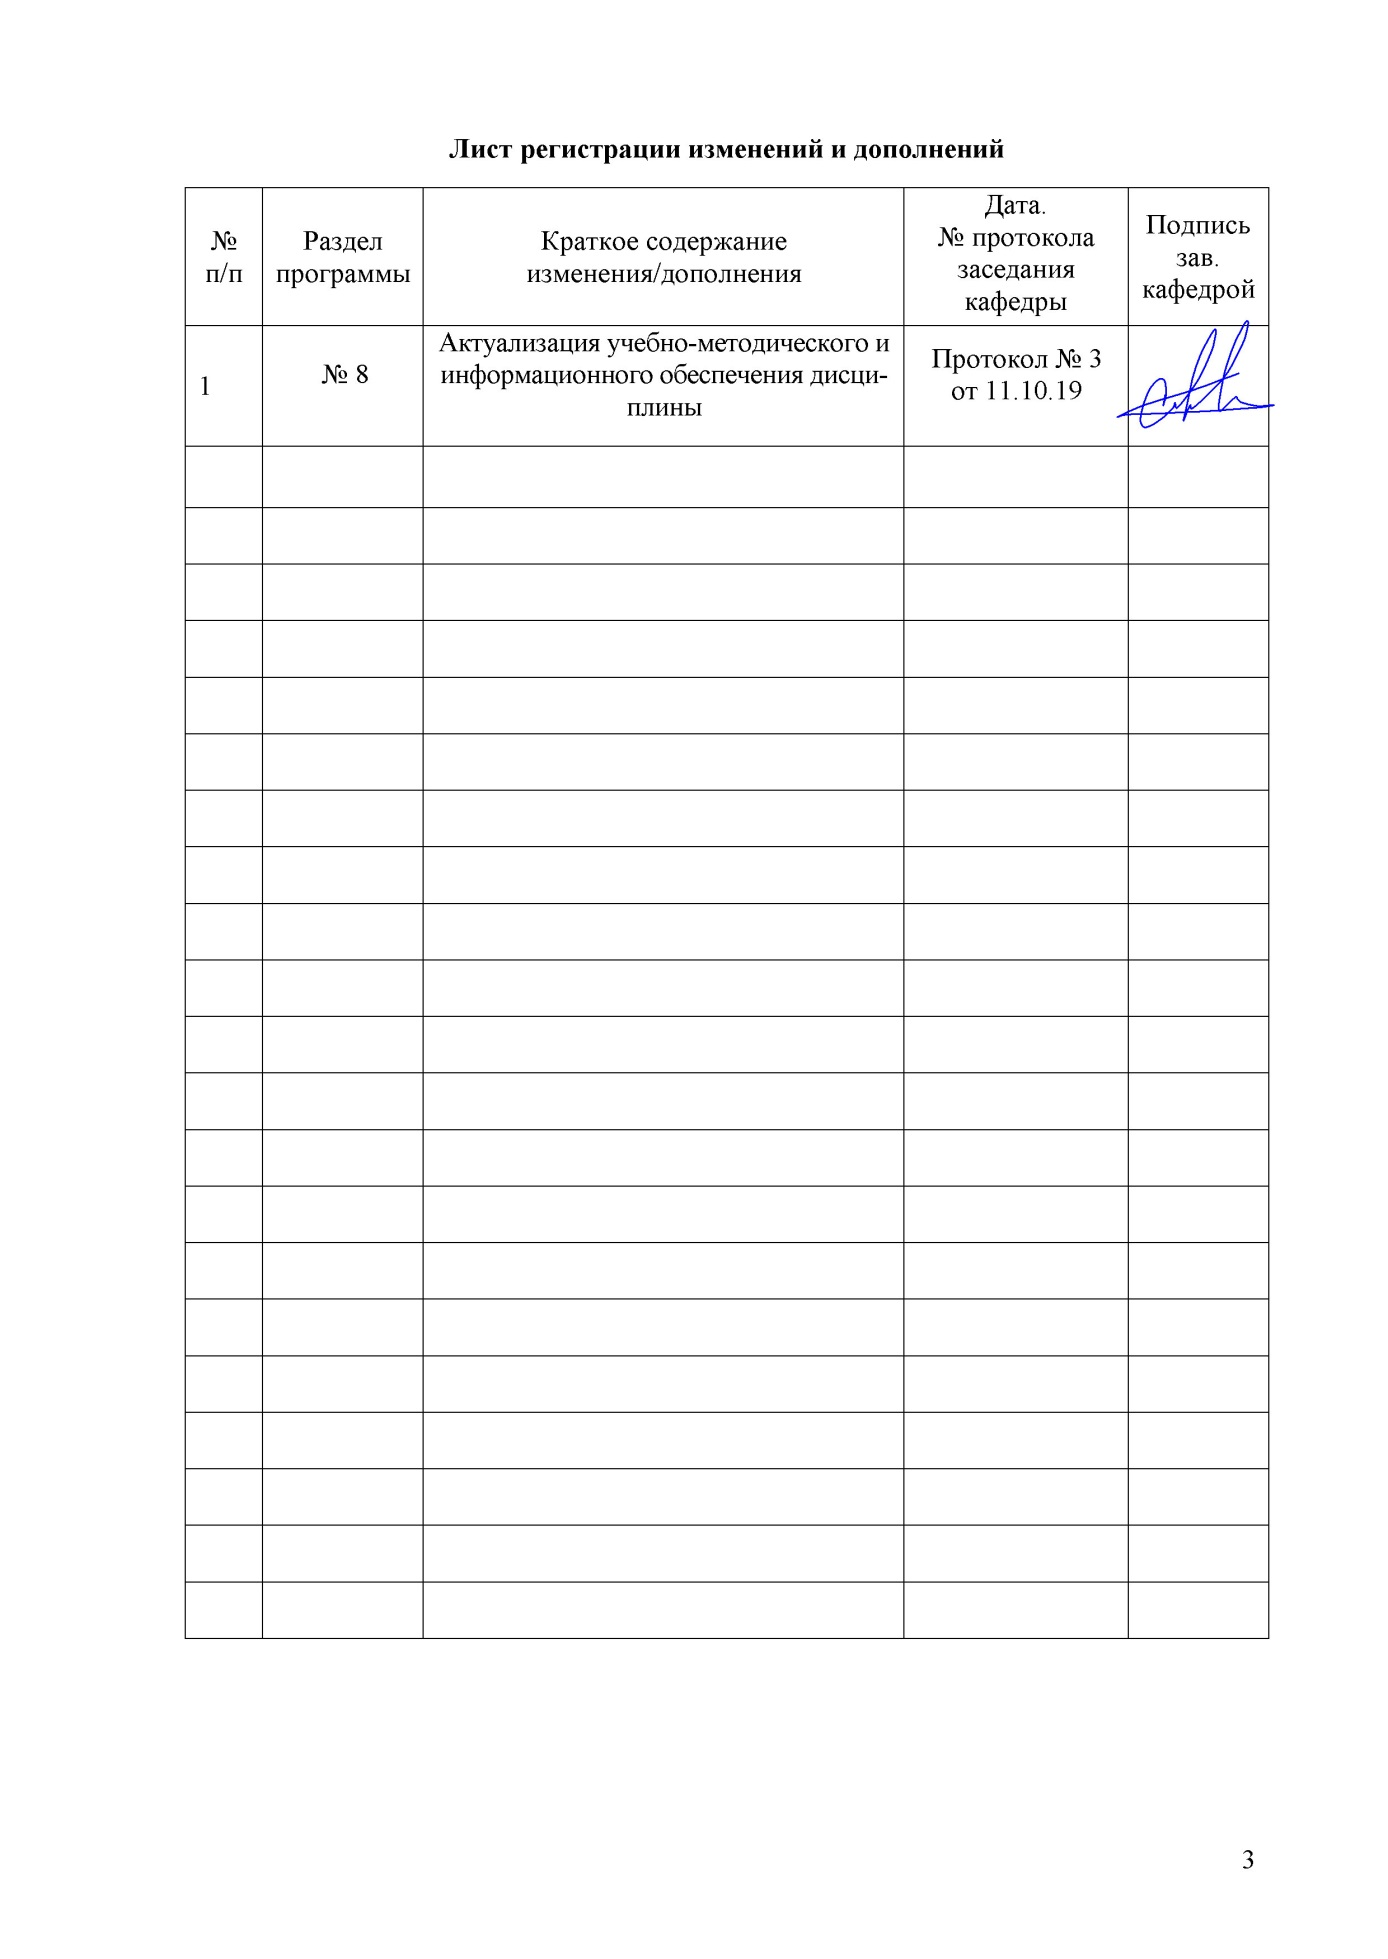 Лист регистрации изменений и дополнений
№
п/п
Раздел
программы
Краткое содержание
изменения/дополнения
Дата.
№ протокола
заседания
кафедры
Подпись
зав.
кафедрой
1
№ 8
Актуализация учебно-методического и
информационного обеспечения дисци-
плины
Протокол № 3
от 11.10.19
3